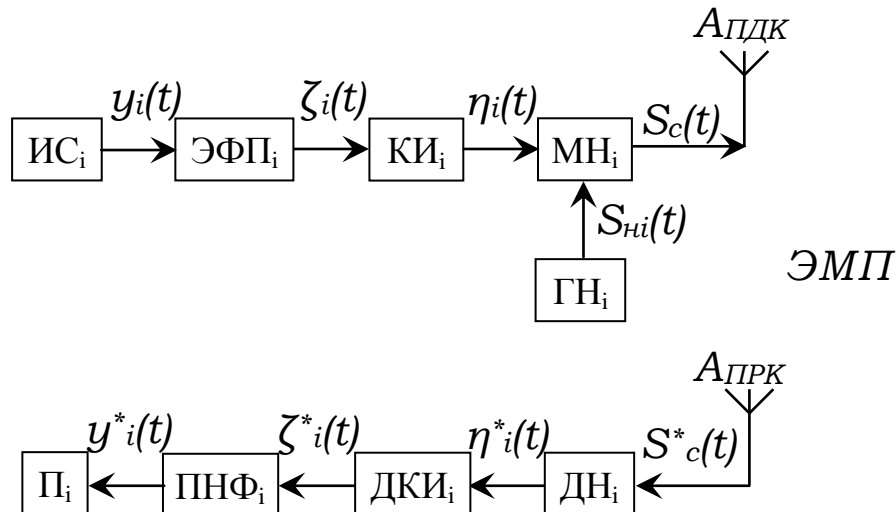 A_ПДК
y_i(t) ζ_i(t) η_i(t) S_c(t)
ИС_i ЭФП_i КИ_i МН_i
S_нi(t)
ЭМП
ГН_i
A_ПРК
y^*_i(t) ζ^*_i(t) η^*_i(t) S^*_c(t)
П_i ПНФ_i ДКИ_i ДН_i